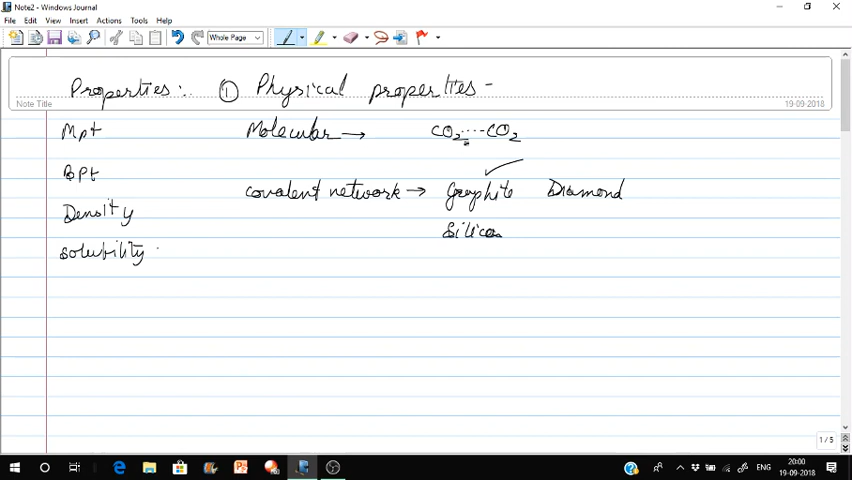 Note2 - Windows Journal
File Edit View Insert Actions Tools Help
Whole Page
Properties:. ① Physical properties -
Note Title
19-09-2018
Mpt Molecular → CO2....CO2
BPt
covalent network → Graphite Diamond
Density
Silicon
solubility
1 / 5
ENG
20:00
19-09-2018